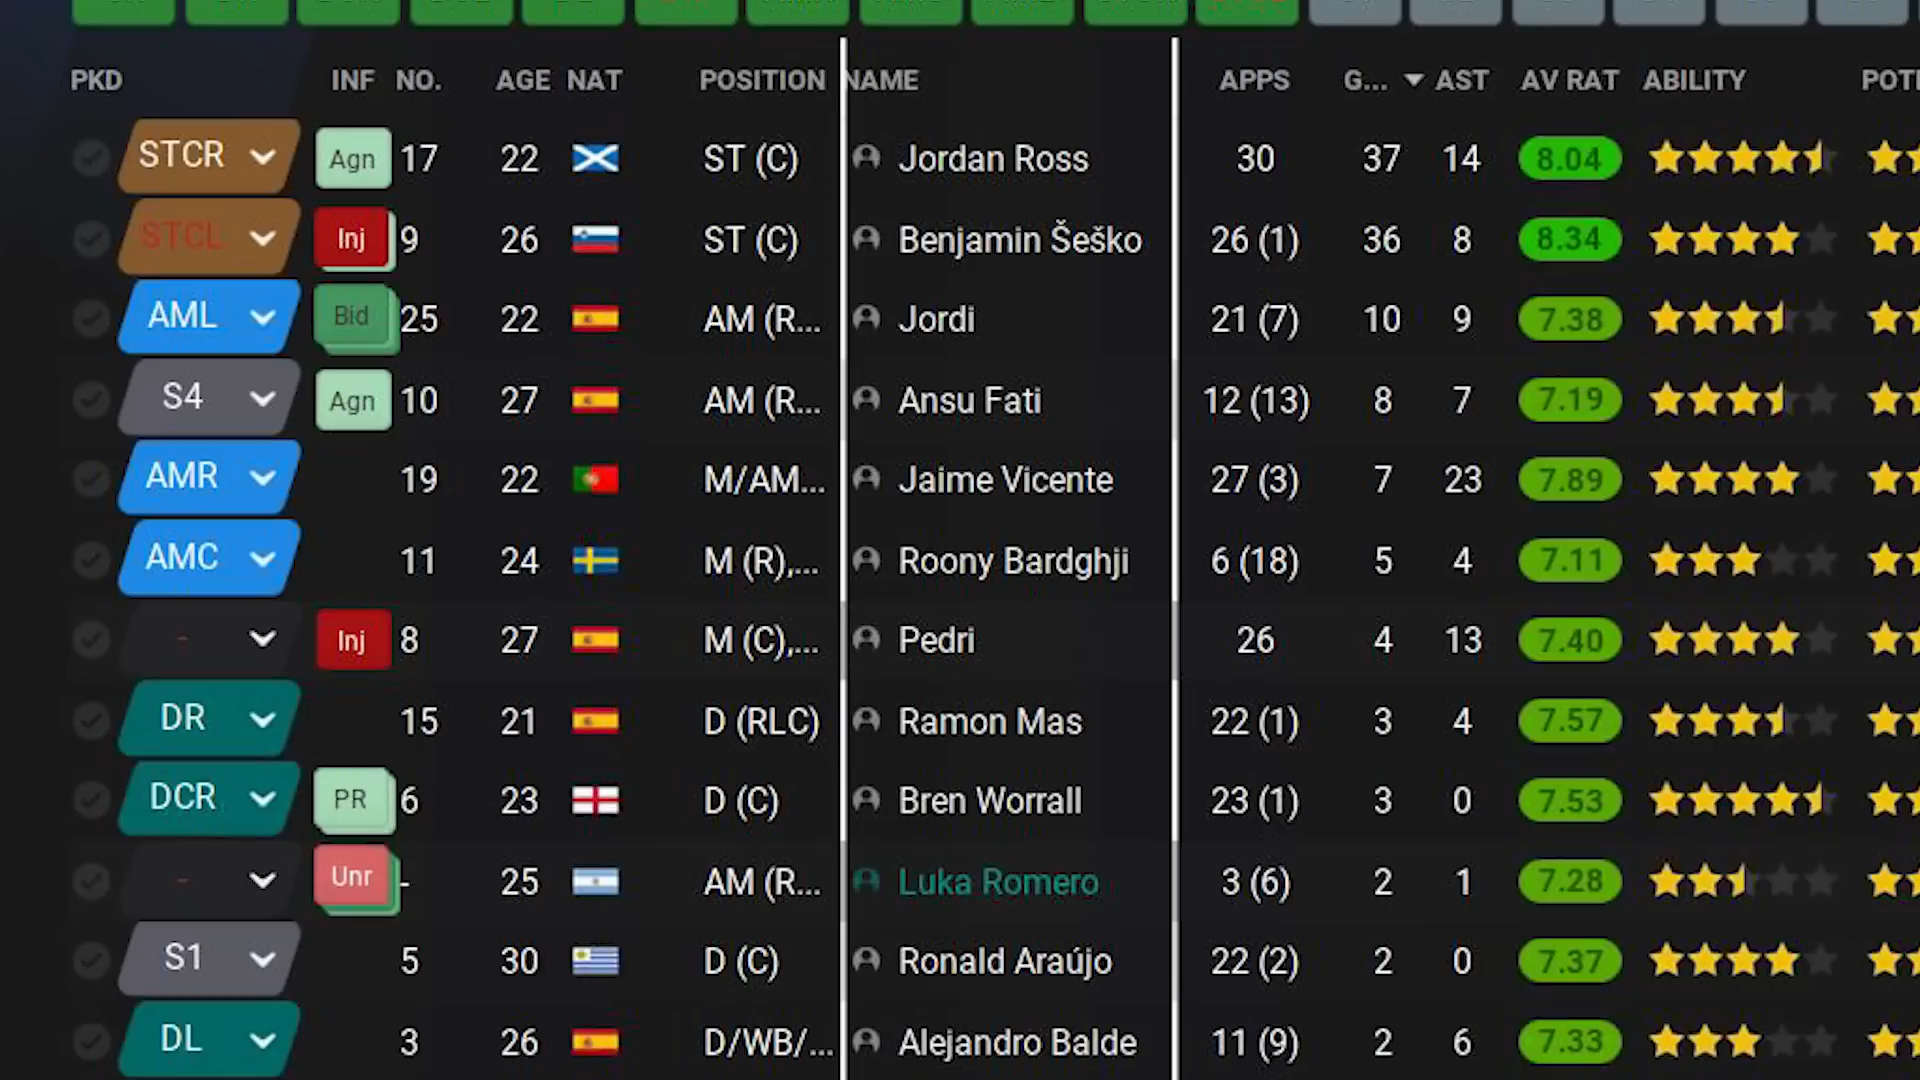 PKD INF NO. AGE NAT POSITION NAME APPS G... AST AV RAT ABILITY
STCR Agn 17 22 ST (C) Jordan Ross 30 37 14 8.04
STCL Inj 9 26 ST (C) Benjamin Šeško 26 (1) 36 8 8.34
AML Bid 25 22 AM (R... Jordi 21 (7) 10 9 7.38
S4 Agn 10 27 AM (R... Ansu Fati 12 (13) 8 7 7.19
AMR 19 22 M/AM... Jaime Vicente 27 (3) 7 23 7.89
AMC 11 24 M (R),... Roony Bardghji 6 (18) 5 4 7.11
- Inj 8 27 M (C),... Pedri 26 4 13 7.40
DR 15 21 D (RLC) Ramon Mas 22 (1) 3 4 7.57
DCR PR 6 23 D (C) Bren Worrall 23 (1) 3 0 7.53
- Unr - 25 AM (R... Luka Romero 3 (6) 2 1 7.28
S1 5 30 D (C) Ronald Araújo 22 (2) 2 0 7.37
DL 3 26 D/WB/... Alejandro Balde 11 (9) 2 6 7.33